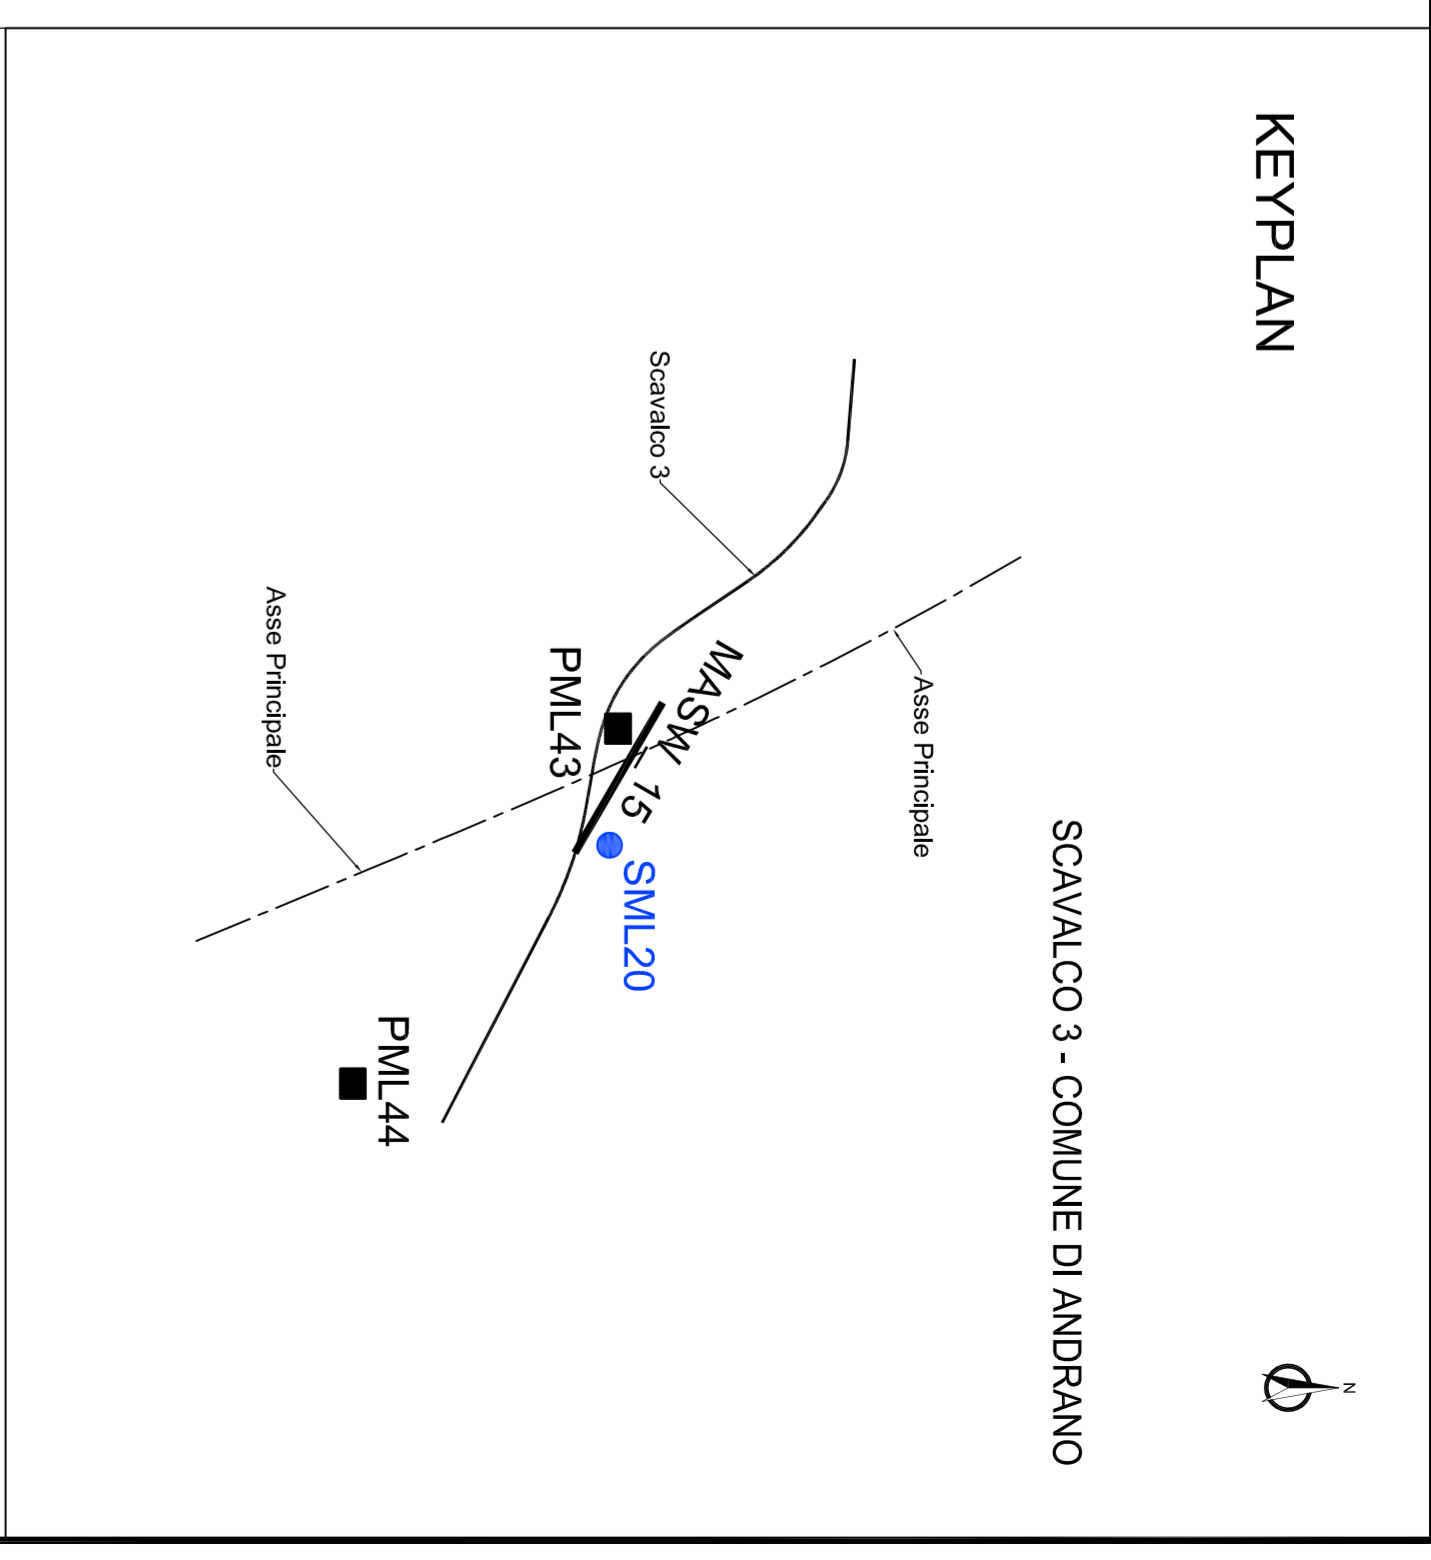 KEYPLAN
N
SCAVALCO 3 - COMUNE DI ANDRANO
Asse Principale
Scavalco 3
MASW_15
SML20
PML43
PML44
Asse Principale